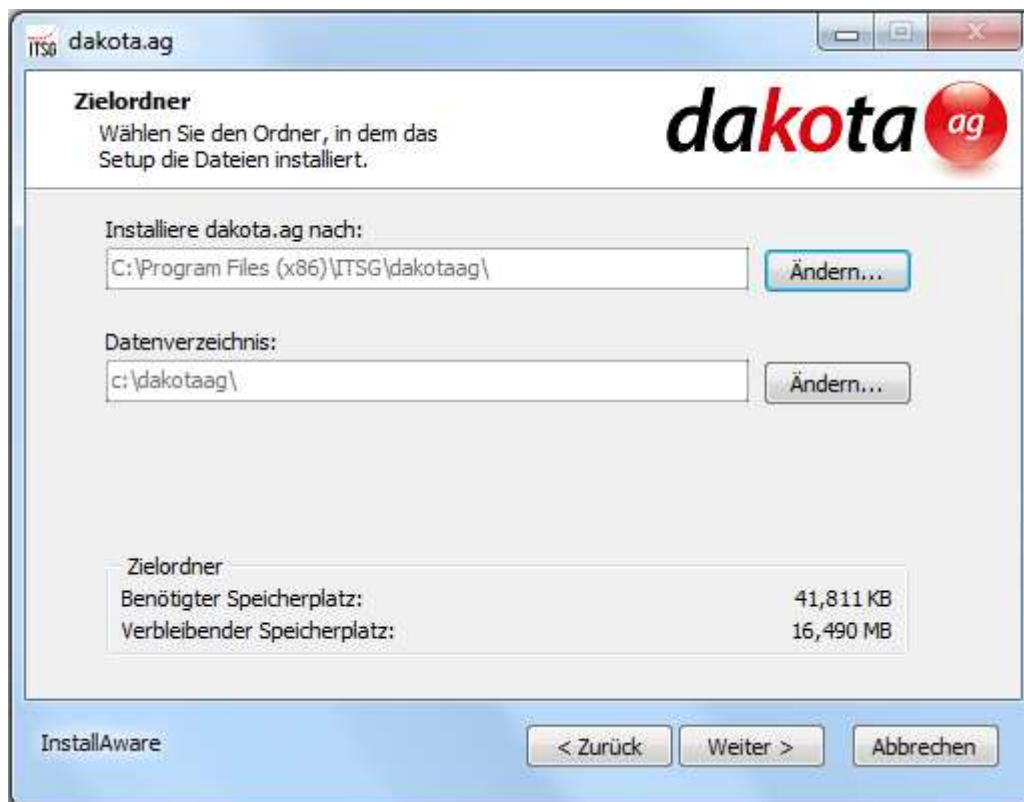 ITSG dakota.ag
Zielordner
Wählen Sie den Ordner, in dem das
Setup die Dateien installiert.
dakota ag
Installiere dakota.ag nach:
C:\Program Files (x86)\ITSG\dakotaag\
Ändern...
Datenverzeichnis:
c:\dakotaag\
Ändern...
Zielordner
Benötigter Speicherplatz: 41,811 KB
Verbleibender Speicherplatz: 16,490 MB
InstallAware
< Zurück Weiter > Abbrechen